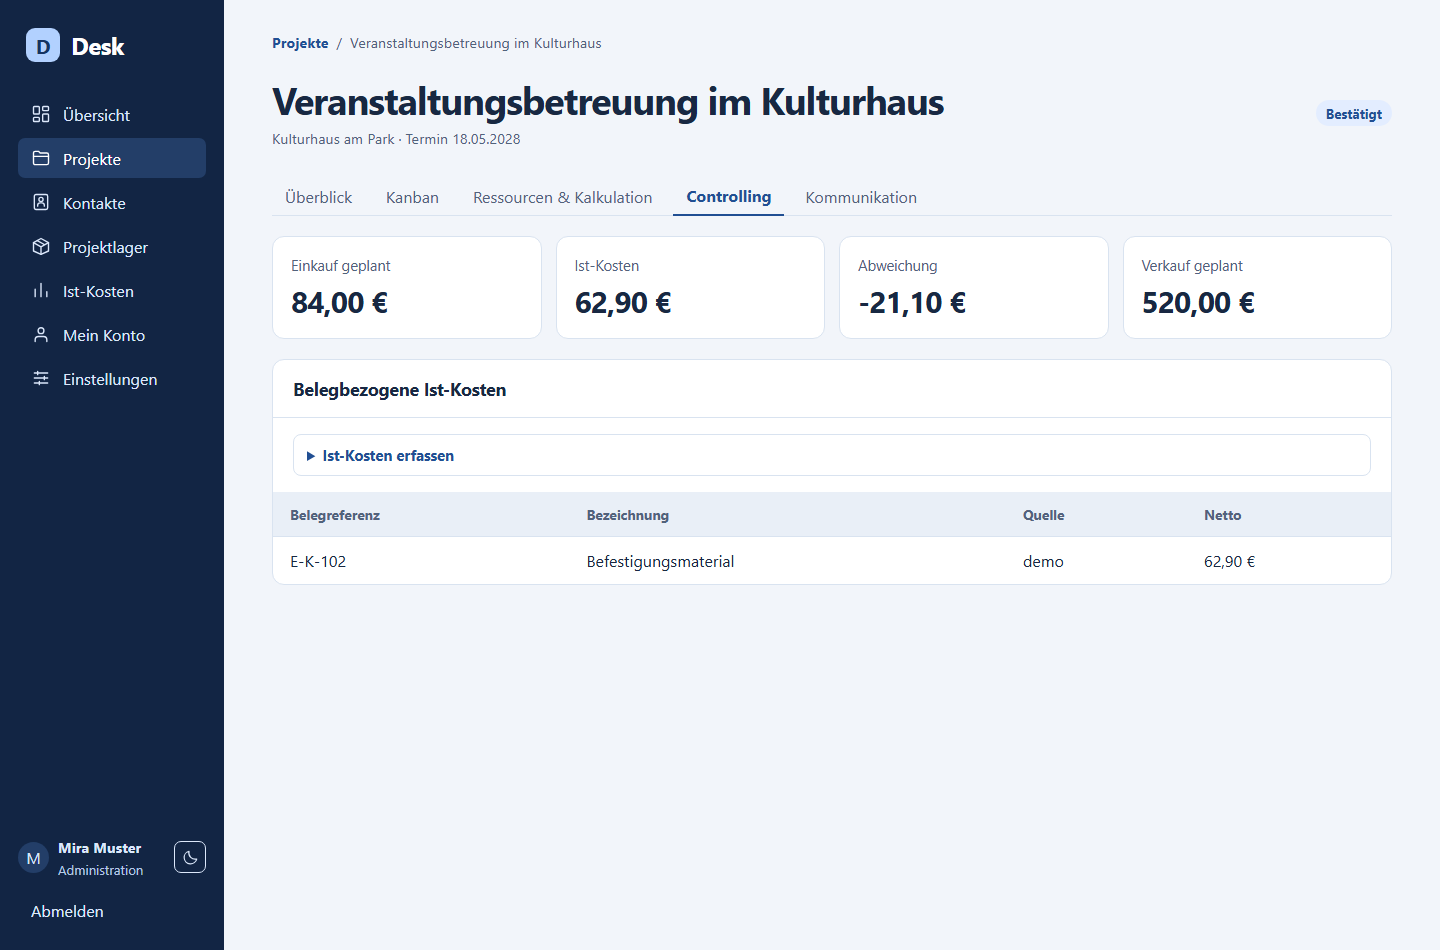 D Desk
Übersicht
Projekte
Kontakte
Projektlager
Ist-Kosten
Mein Konto
Einstellungen
M Mira Muster
Administration
Abmelden
Projekte / Veranstaltungsbetreuung im Kulturhaus
Veranstaltungsbetreuung im Kulturhaus
Bestätigt
Kulturhaus am Park · Termin 18.05.2028
Überblick Kanban Ressourcen & Kalkulation Controlling Kommunikation
Einkauf geplant Ist-Kosten Abweichung Verkauf geplant
84,00 € 62,90 € -21,10 € 520,00 €
Belegbezogene Ist-Kosten
Ist-Kosten erfassen
Belegreferenz Bezeichnung Quelle Netto
E-K-102 Befestigungsmaterial demo 62,90 €